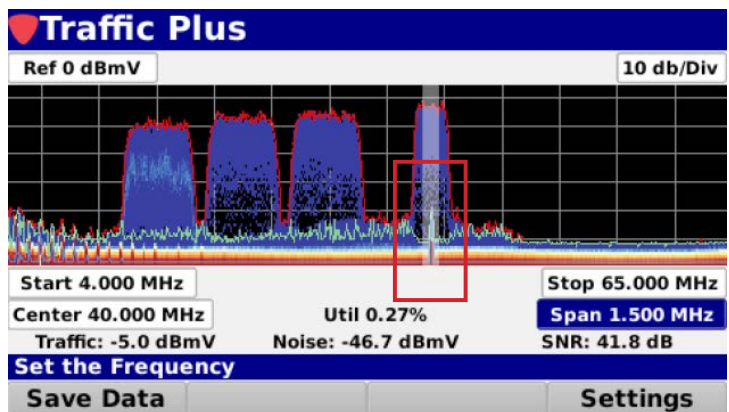 Traffic Plus
Ref 0 dBmV 10 db/Div
Start 4.000 MHz Stop 65.000 MHz
Center 40.000 MHz Util 0.27% Span 1.500 MHz
Traffic: -5.0 dBmV Noise: -46.7 dBmV SNR: 41.8 dB
Set the Frequency
Save Data Settings